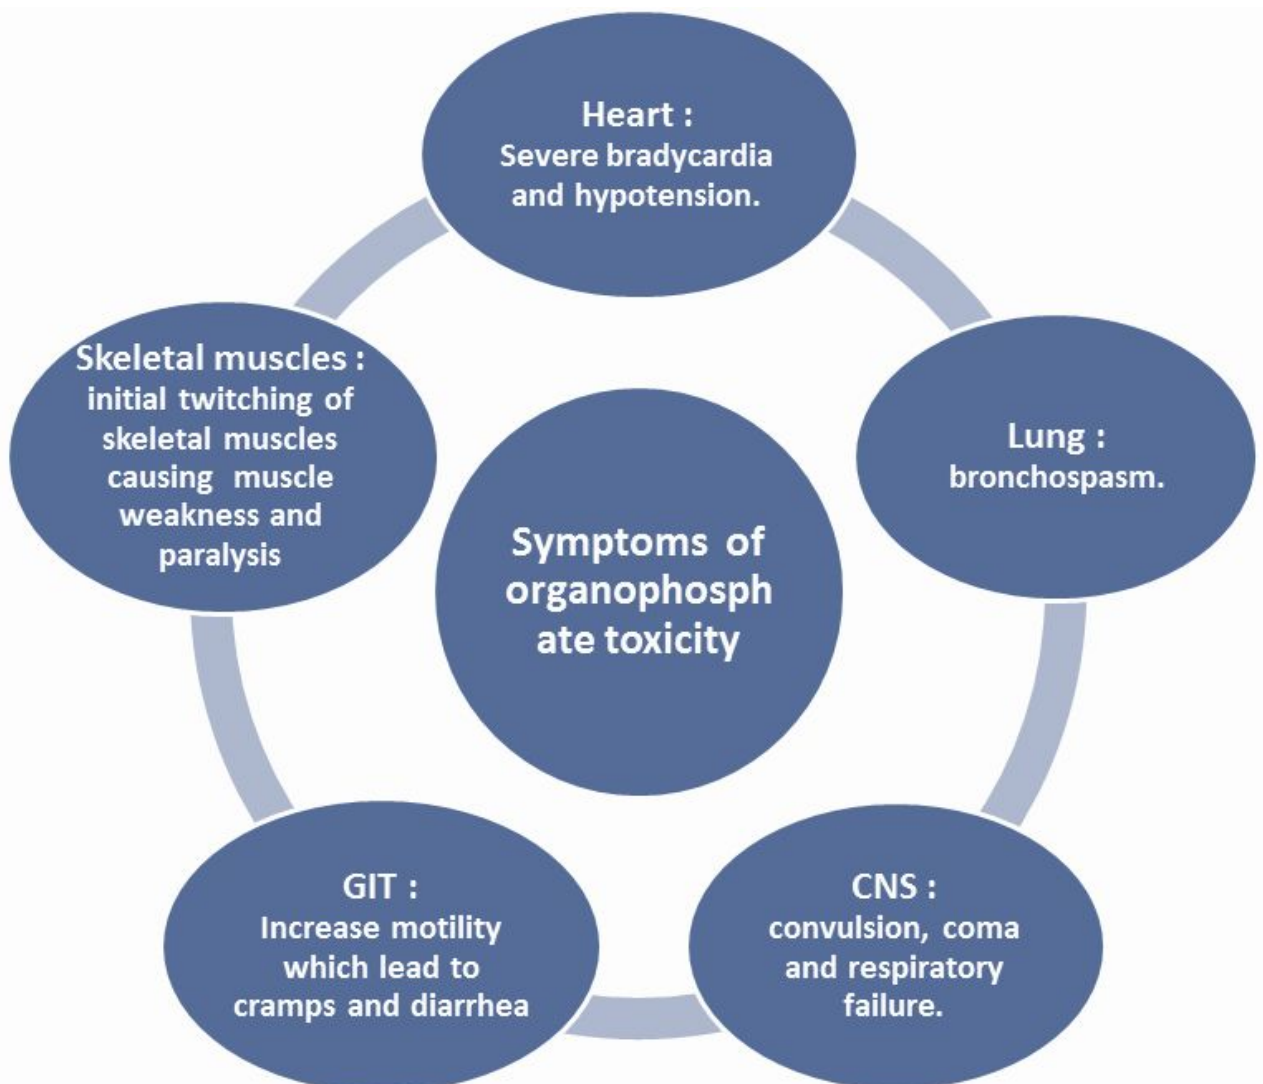 Heart :
Severe bradycardia
and hypotension.
Lung :
bronchospasm.
CNS :
convulsion, coma
and respiratory
failure.
GIT :
Increase motility
which lead to
cramps and diarrhea
Skeletal muscles :
initial twitching of
skeletal muscles
causing muscle
weakness and
paralysis
Symptoms of
organophosph
ate toxicity